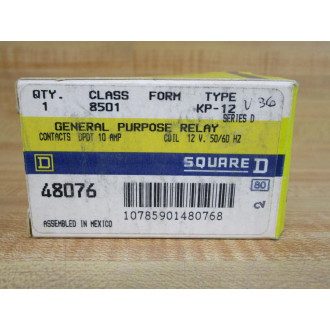 QTY. CLASS FORM TYPE
1 8501 KP-12 V36
SERIES D
GENERAL PURPOSE RELAY
CONTACTS DPDT 10 AMP COIL 12 V. 50/60 HZ
D SQUARE D
48076 80
10785901480768
ASSEMBLED IN MEXICO